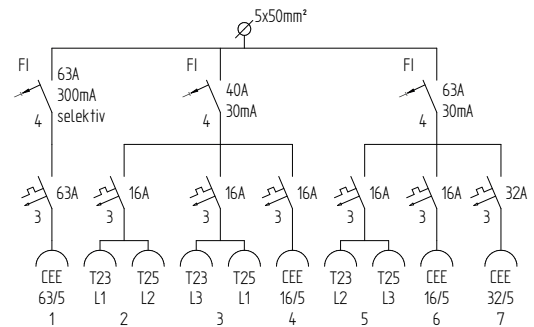 5x50mm²
FI 63A FI 40A FI 63A
300mA 30mA 30mA
selektiv
4 4 4
63A 16A 16A 16A 16A 16A 32A
3 3 3 3 3 3 3
CEE T23 T25 T23 T25 CEE T23 T25 CEE CEE
63/5 L1 L2 L3 L1 16/5 L2 L3 16/5 32/5
1 2 3 4 5 6 7